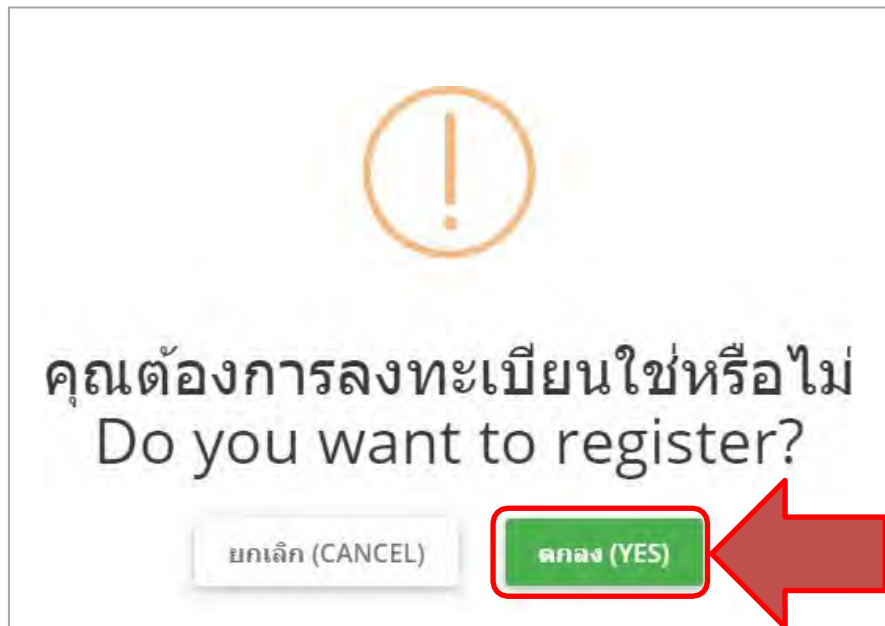 คุณต้องการลงทะเบียนใช่หรือไม่
Do you want to register?
ยกเลิก (CANCEL)
ตกลง (YES)